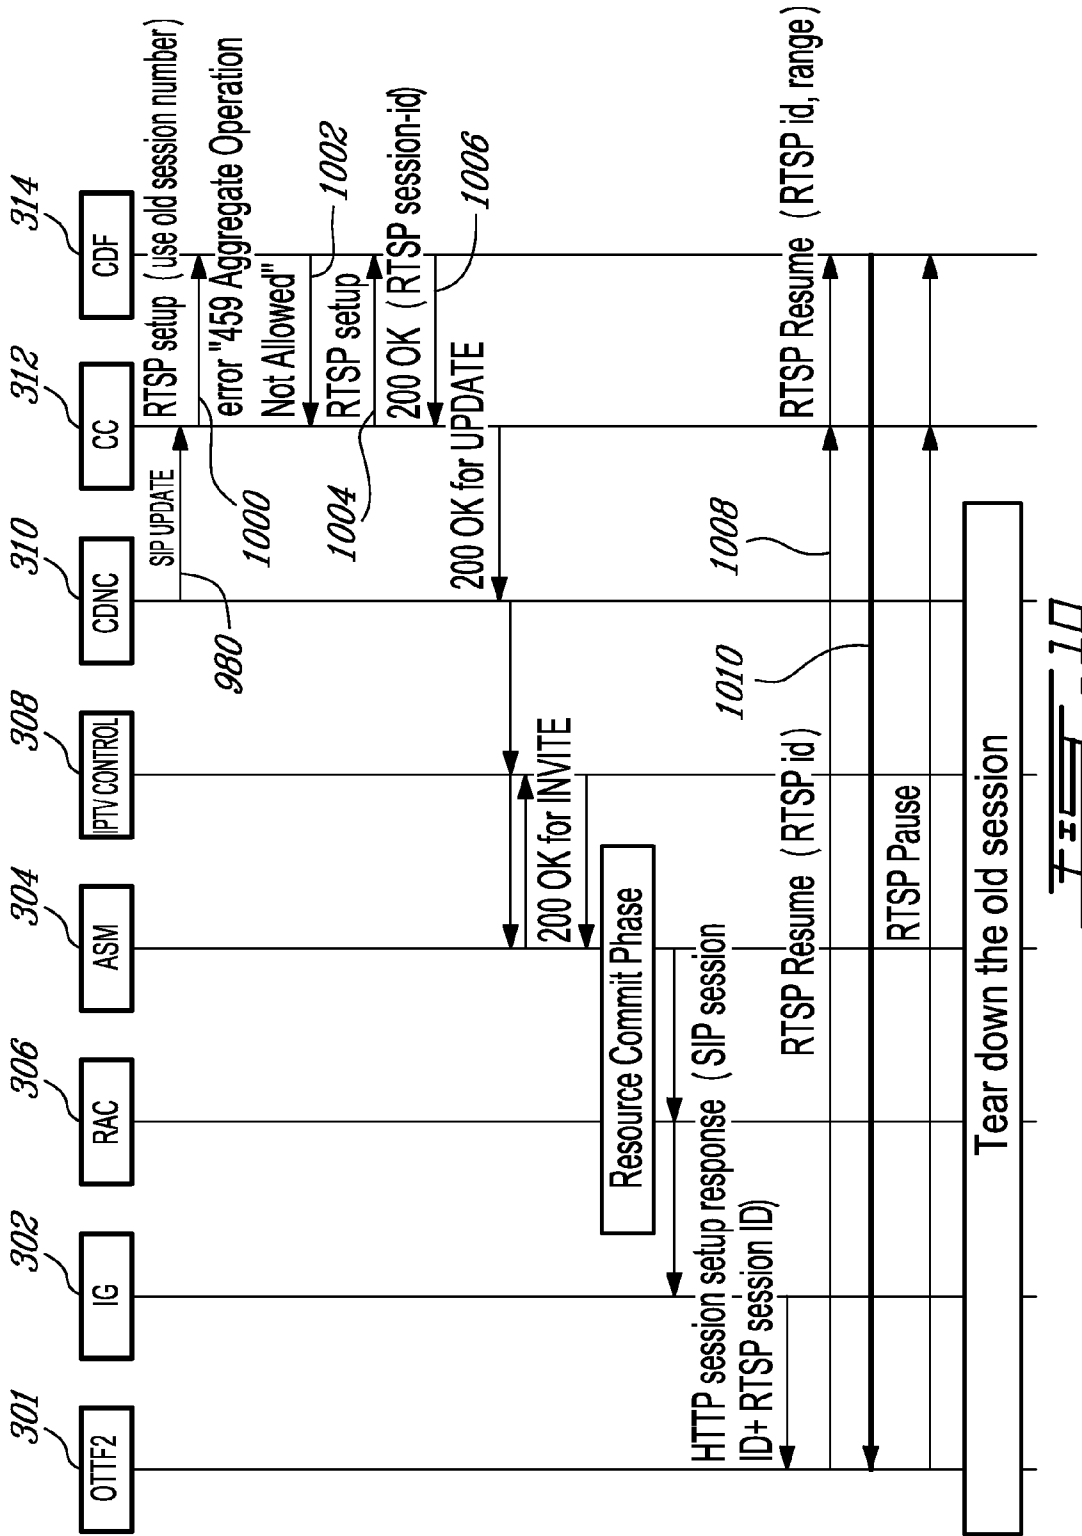 301
302
306
304
308
310
312
314
OTTF2
IG
RAC
ASM
IPTV CONTROL
CDNC
CC
CDF
SIP UPDATE
980
RTSP setup (use old session number)
1000
error "459 Aggregate Operation
Not Allowed"
1002
RTSP setup
1004
200 OK (RTSP session-id)
1006
200 OK for UPDATE
200 OK for INVITE
Resource Commit Phase
HTTP session setup response (SIP session
ID+ RTSP session ID)
1008
1010
RTSP Resume (RTSP id)
RTSP Resume (RTSP id, range)
RTSP Pause
Tear down the old session
Fig. 10